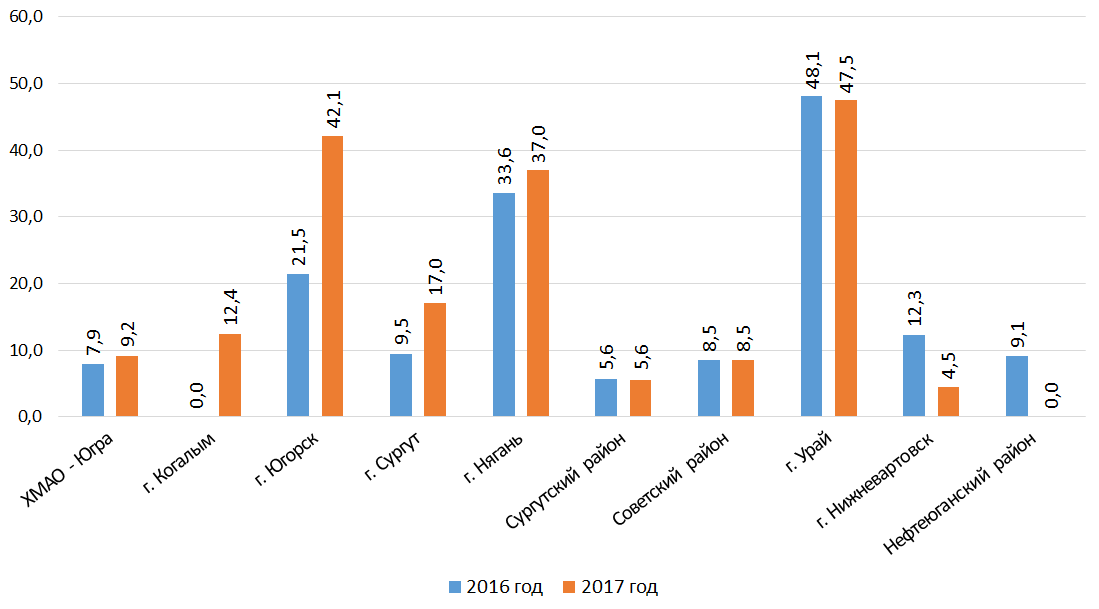 60,0
50,0
40,0
30,0
20,0
10,0
0,0
7,9
9,2
0,0
12,4
21,5
42,1
9,5
17,0
33,6
37,0
5,6
5,6
8,5
8,5
48,1
47,5
12,3
4,5
9,1
0,0
ХМАО - Югра
г. Когалым
г. Югорск
г. Сургут
г. Нягань
Сургутский район
Советский район
г. Урай
г. Нижневартовск
Нефтеюганский район
2016 год
2017 год